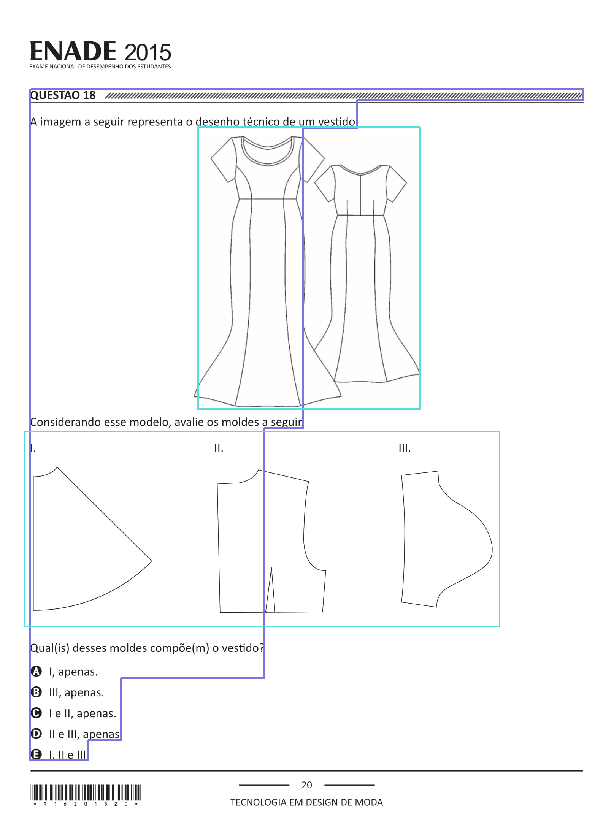 ENADE 2015
EXAME NACIONAL DE DESEMPENHO DOS ESTUDANTES
QUESTÃO 18
A imagem a seguir representa o desenho técnico de um vestido.
Considerando esse modelo, avalie os moldes a seguir.
I. II. III.
Qual(is) desses moldes compõe(m) o vestido?
A I, apenas.
B III, apenas.
C I e II, apenas.
D II e III, apenas.
E I, II e III.
20
TECNOLOGIA EM DESIGN DE MODA